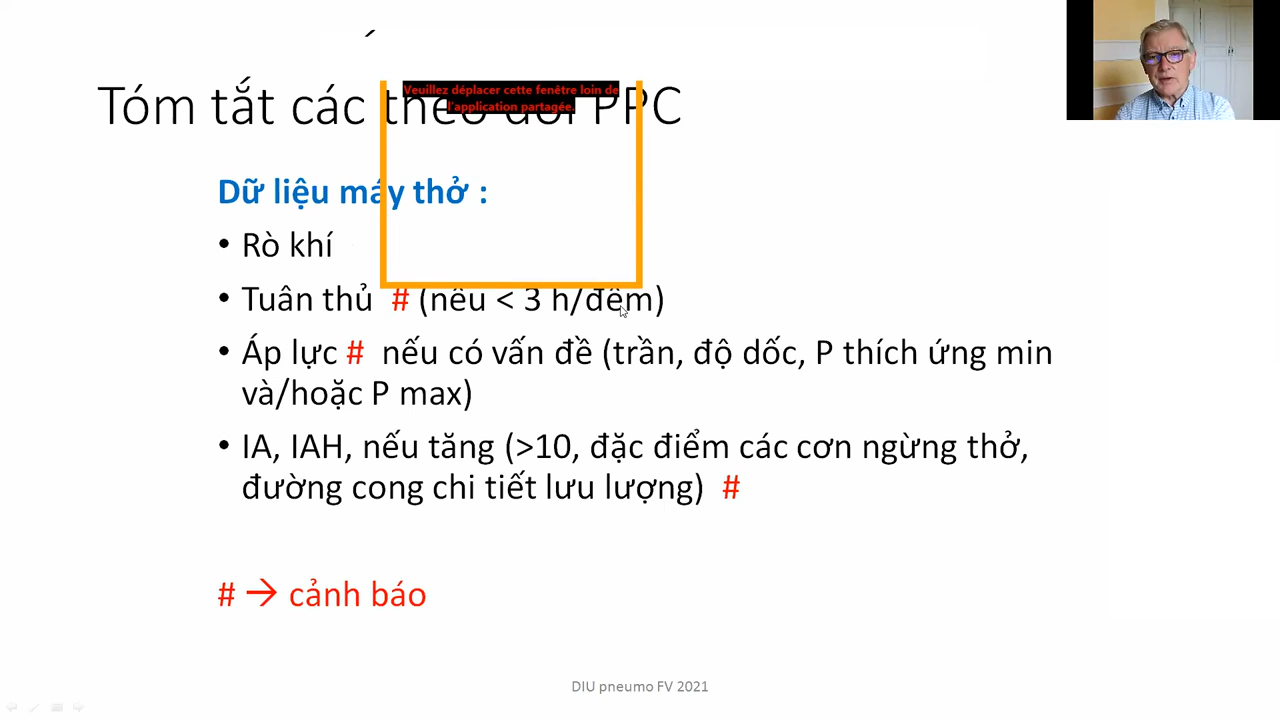 Tóm tắt các theo dõi PPC
Veuillez déplacer cette fenêtre loin de
l'application partagée.
Dữ liệu máy thở :
• Rò khí
• Tuân thủ # (nếu < 3 h/đêm)
• Áp lực # nếu có vấn đề (trần, độ dốc, P thích ứng min
và/hoặc P max)
• IA, IAH, nếu tăng (>10, đặc điểm các cơn ngừng thở,
đường cong chi tiết lưu lượng) #
# → cảnh báo
DIU pneumo FV 2021